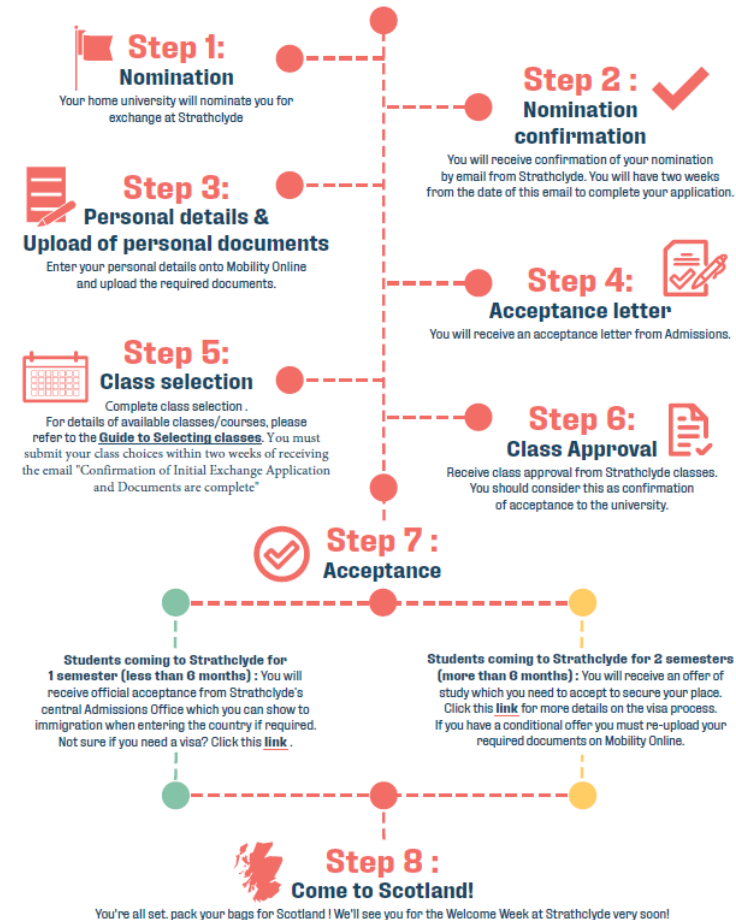 Step 1:
Nomination
Your home university will nominate you for
exchange at Strathclyde
Step 2 :
Nomination
confirmation
You will receive confirmation of your nomination
by email from Strathclyde. You will have two weeks
from the date of this email to complete your application.
Step 3:
Personal details &
Upload of personal documents
Enter your personal details onto Mobility Online
and upload the required documents.
Step 4:
Acceptance letter
You will receive an acceptance letter from Admissions.
Step 5:
Class selection
Complete class selection .
For details of available classes/courses, please
refer to the Guide to Selecting classes. You must
submit your class choices within two weeks of receiving
the email "Confirmation of Initial Exchange Application
and Documents are complete"
Step 6:
Class Approval
Receive class approval from Strathclyde classes.
You should consider this as confirmation
of acceptance to the university.
Step 7 :
Acceptance
Students coming to Strathclyde for
1 semester (less than 6 months) : You will
receive official acceptance from Strathclyde's
central Admissions Office which you can show to
immigration when entering the country if required.
Not sure if you need a visa? Click this link .
Students coming to Strathclyde for 2 semesters
(more than 6 months) : You will receive an offer of
study which you need to accept to secure your place.
Click this link for more details on the visa process.
If you have a conditional offer you must re-upload your
required documents on Mobility Online.
Step 8 :
Come to Scotland!
You're all set, pack your bags for Scotland ! We'll see you for the Welcome Week at Strathclyde very soon!